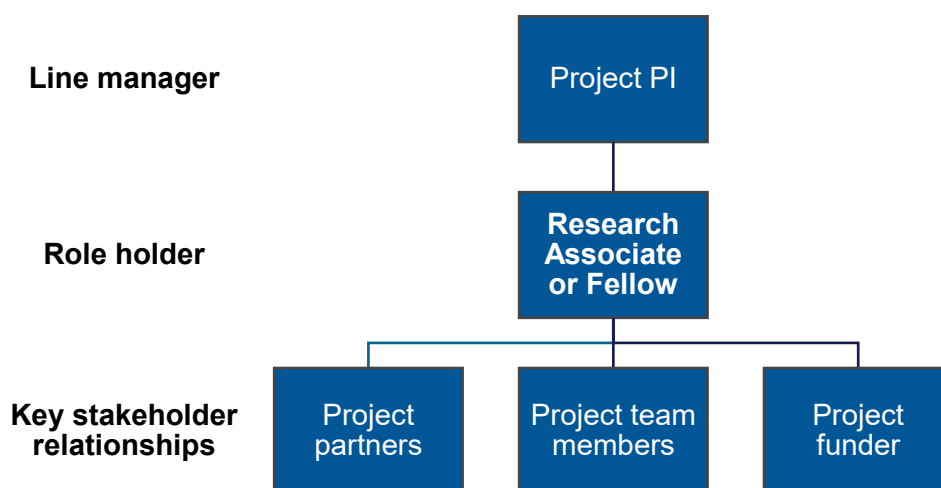 Line manager
Project PI
Role holder
Research
Associate
or Fellow
Key stakeholder
relationships
Project
partners
Project team
members
Project
funder